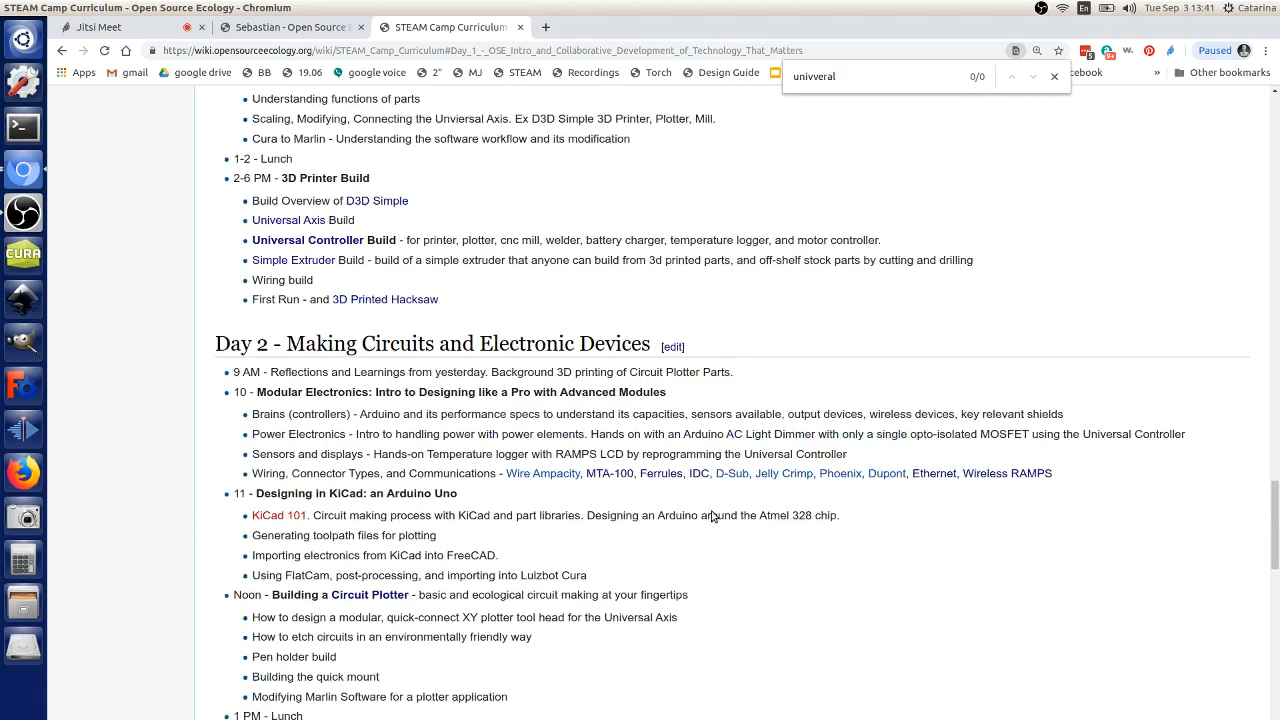 STEAM Camp Curriculum - Open Source Ecology - Chromium
En
Tue Sep 3 13:41
Catarina
Jitsi Meet
Sebastian - Open Source E
STEAM Camp Curriculum
https://wiki.opensourceecology.org/wiki/STEAM_Camp_Curriculum#Day_1_-_OSE_Intro_and_Collaborative_Development_of_Technology_That_Matters
Paused
Apps
gmail
google drive
BB
19.06
google voice
2"
MJ
STEAM
Recordings
Torch
Design Guide
cebook
Other bookmarks
univveral
0/0
Understanding functions of parts
Scaling, Modifying, Connecting the Unviersal Axis. Ex D3D Simple 3D Printer, Plotter, Mill.
Cura to Marlin - Understanding the software workflow and its modification
1-2 - Lunch
2-6 PM - 3D Printer Build
Build Overview of D3D Simple
Universal Axis Build
Universal Controller Build - for printer, plotter, cnc mill, welder, battery charger, temperature logger, and motor controller.
Simple Extruder Build - build of a simple extruder that anyone can build from 3d printed parts, and off-shelf stock parts by cutting and drilling
Wiring build
First Run - and 3D Printed Hacksaw
Day 2 - Making Circuits and Electronic Devices [edit]
9 AM - Reflections and Learnings from yesterday. Background 3D printing of Circuit Plotter Parts.
10 - Modular Electronics: Intro to Designing like a Pro with Advanced Modules
Brains (controllers) - Arduino and its performance specs to understand its capacities, sensors available, output devices, wireless devices, key relevant shields
Power Electronics - Intro to handling power with power elements. Hands on with an Arduino AC Light Dimmer with only a single opto-isolated MOSFET using the Universal Controller
Sensors and displays - Hands-on Temperature logger with RAMPS LCD by reprogramming the Universal Controller
Wiring, Connector Types, and Communications - Wire Ampacity, MTA-100, Ferrules, IDC, D-Sub, Jelly Crimp, Phoenix, Dupont, Ethernet, Wireless RAMPS
11 - Designing in KiCad: an Arduino Uno
KiCad 101. Circuit making process with KiCad and part libraries. Designing an Arduino around the Atmel 328 chip.
Generating toolpath files for plotting
Importing electronics from KiCad into FreeCAD.
Using FlatCam, post-processing, and importing into Luizbot Cura
Noon - Building a Circuit Plotter - basic and ecological circuit making at your fingertips
How to design a modular, quick-connect XY plotter tool head for the Universal Axis
How to etch circuits in an environmentally friendly way
Pen holder build
Building the quick mount
Modifying Marlin Software for a plotter application
1 PM - Lunch
CURA